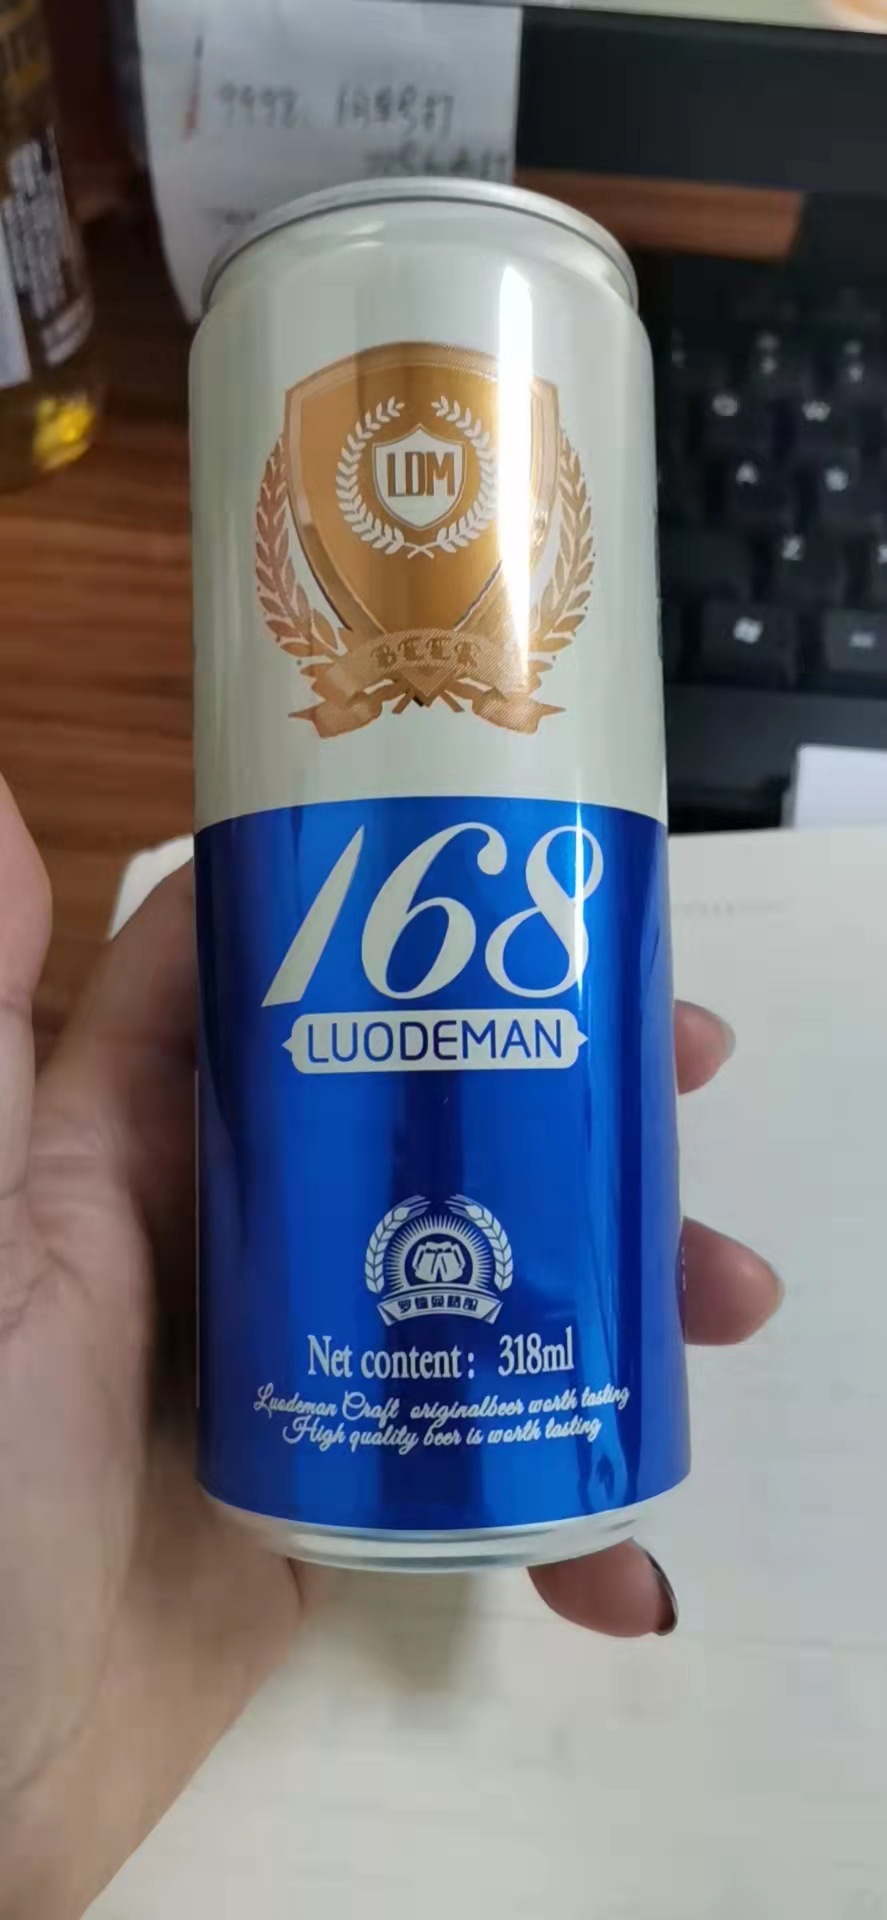 LDM
BEER
168
LUODEMAN
罗德曼精酿
Net content: 318ml
Luodeman Craft originalbeer worth tasting
High quality beer is worth tasting